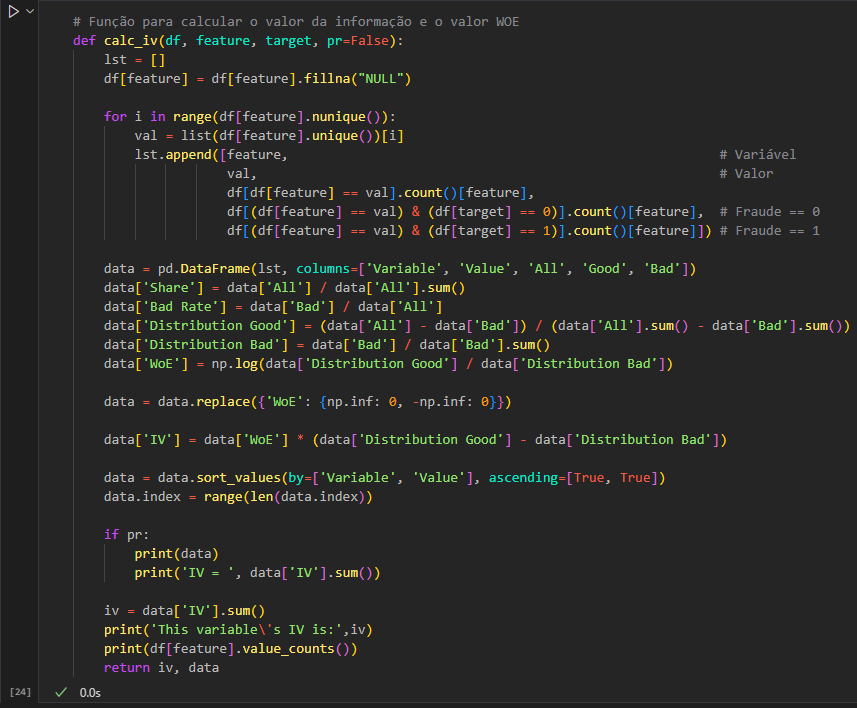 # Função para calcular o valor da informação e o valor WOE
def calc_iv(df, feature, target, pr=False):
    lst = []
    df[feature] = df[feature].fillna("NULL")

    for i in range(df[feature].nunique()):
        val = list(df[feature].unique())[i]
        lst.append([feature,                                                        # Variável
                    val,                                                            # Valor
                    df[df[feature] == val].count()[feature],
                    df[(df[feature] == val) & (df[target] == 0)].count()[feature],  # Fraude == 0
                    df[(df[feature] == val) & (df[target] == 1)].count()[feature]]) # Fraude == 1

    data = pd.DataFrame(lst, columns=['Variable', 'Value', 'All', 'Good', 'Bad'])
    data['Share'] = data['All'] / data['All'].sum()
    data['Bad Rate'] = data['Bad'] / data['All']
    data['Distribution Good'] = (data['All'] - data['Bad']) / (data['All'].sum() - data['Bad'].sum())
    data['Distribution Bad'] = data['Bad'] / data['Bad'].sum()
    data['WoE'] = np.log(data['Distribution Good'] / data['Distribution Bad'])

    data = data.replace({'WoE': {np.inf: 0, -np.inf: 0}})

    data['IV'] = data['WoE'] * (data['Distribution Good'] - data['Distribution Bad'])

    data = data.sort_values(by=['Variable', 'Value'], ascending=[True, True])
    data.index = range(len(data.index))

    if pr:
        print(data)
        print('IV = ', data['IV'].sum())

    iv = data['IV'].sum()
    print('This variable\'s IV is:',iv)
    print(df[feature].value_counts())
    return iv, data
[24] ✓ 0.0s